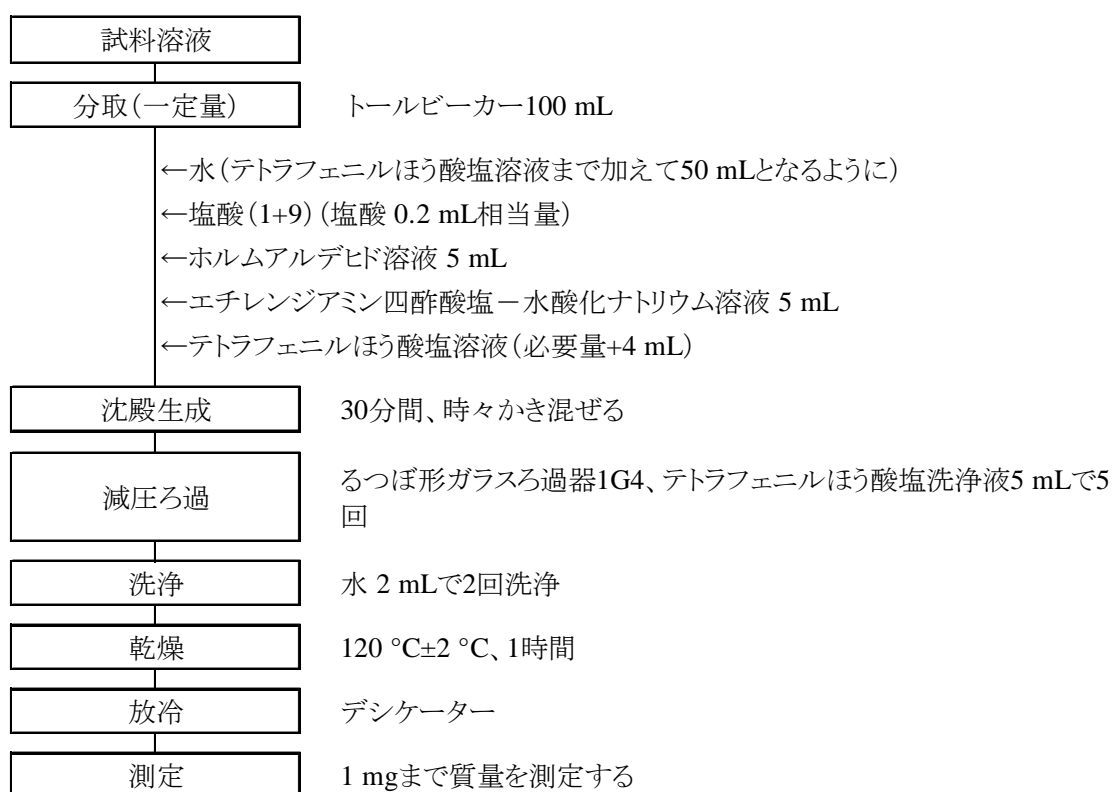 試料溶液
分取（一定量） トールビーカー100 mL
←水（テトラフェニルほう酸塩溶液まで加えて50 mLとなるように）
←塩酸（1+9）（塩酸 0.2 mL相当量）
←ホルムアルデヒド溶液 5 mL
←エチレンジアミン四酢酸塩－水酸化ナトリウム溶液 5 mL
←テトラフェニルほう酸塩溶液（必要量+4 mL）
沈殿生成 30分間、時々かき混ぜる
減圧ろ過 るつぼ形ガラスろ過器1G4、テトラフェニルほう酸塩洗浄液5 mLで5
回
洗浄 水 2 mLで2回洗浄
乾燥 120 °C±2 °C、1時間
放冷 デシケーター
測定 1 mgまで質量を測定する